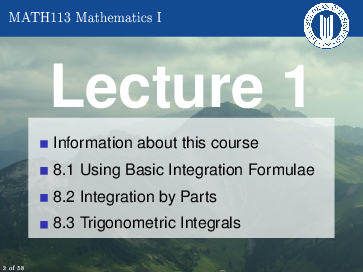 MATH113 Mathematics I
Lecture 1
Information about this course
8.1 Using Basic Integration Formulae
8.2 Integration by Parts
8.3 Trigonometric Integrals
2 of 58